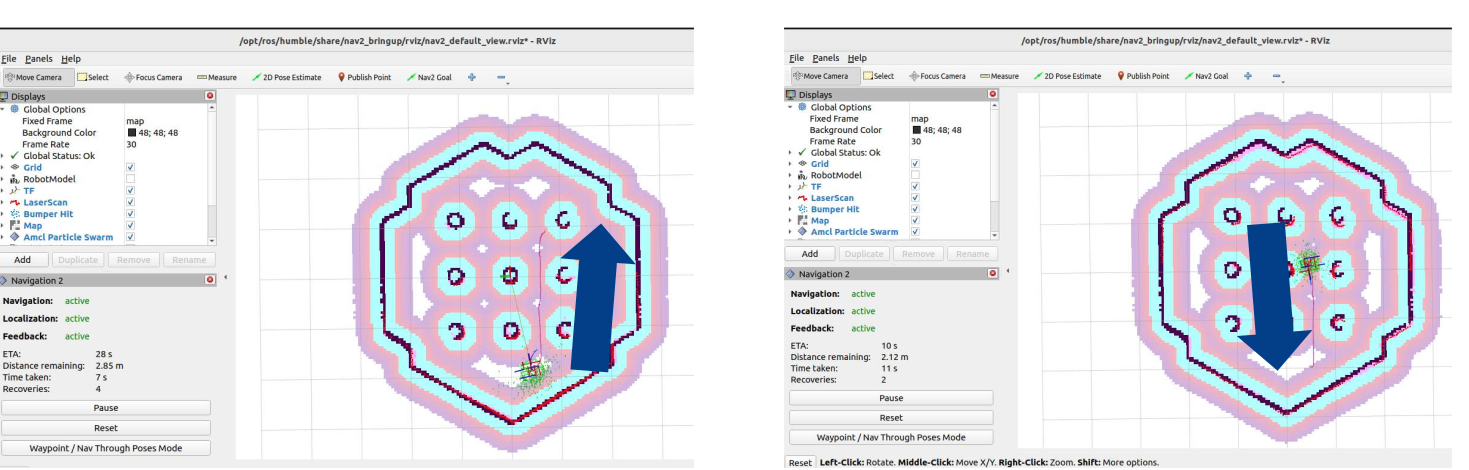 /opt/ros/humble/share/nav2_bringup/rviz/nav2_default_view.rviz* - RViz
File Panels Help
Move Camera Select Focus Camera Measure 2D Pose Estimate Publish Point Nav2 Goal
Displays
Global Options
Fixed Frame map
Background Color 48; 48; 48
Frame Rate 30
Global Status: Ok
Grid
RobotModel
TF
LaserScan
Bumper Hit
Map
Amcl Particle Swarm
Add Duplicate Remove Rename
Navigation 2
Navigation: active
Localization: active
Feedback: active
ETA: 28 s
Distance remaining: 2.85 m
Time taken: 7 s
Recoveries: 4
Pause
Reset
Waypoint / Nav Through Poses Mode
/opt/ros/humble/share/nav2_bringup/rviz/nav2_default_view.rviz* - RViz
File Panels Help
Move Camera Select Focus Camera Measure 2D Pose Estimate Publish Point Nav2 Goal
Displays
Global Options
Fixed Frame map
Background Color 48; 48; 48
Frame Rate 30
Global Status: Ok
Grid
RobotModel
TF
LaserScan
Bumper Hit
Map
Amcl Particle Swarm
Add Duplicate Remove Rename
Navigation 2
Navigation: active
Localization: active
Feedback: active
ETA: 10 s
Distance remaining: 2.12 m
Time taken: 11 s
Recoveries: 2
Pause
Reset
Waypoint / Nav Through Poses Mode
Reset Left-Click: Rotate. Middle-Click: Move X/Y. Right-Click: Zoom. Shift: More options.